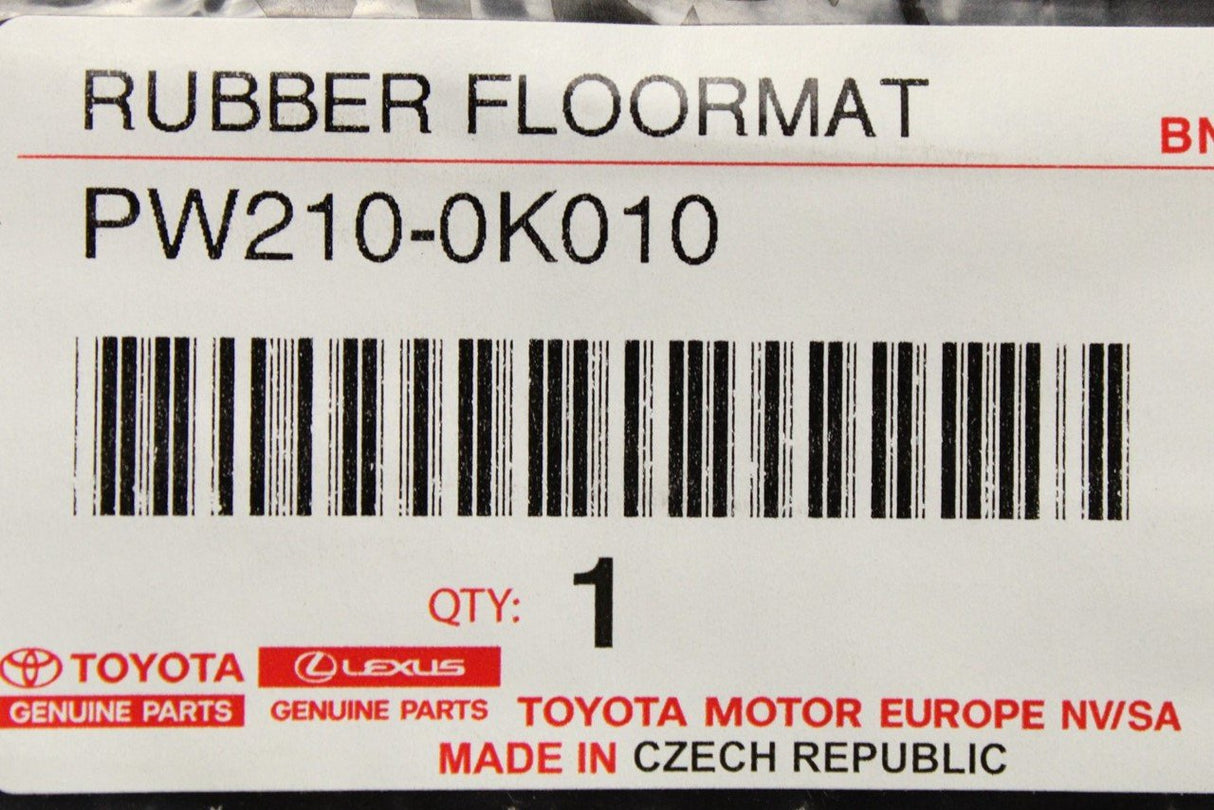 RUBBER FLOORMAT
BN
PW210-0K010
QTY: 1
TOYOTA LEXUS
GENUINE PARTS GENUINE PARTS TOYOTA MOTOR EUROPE NV/SA
MADE IN CZECH REPUBLIC